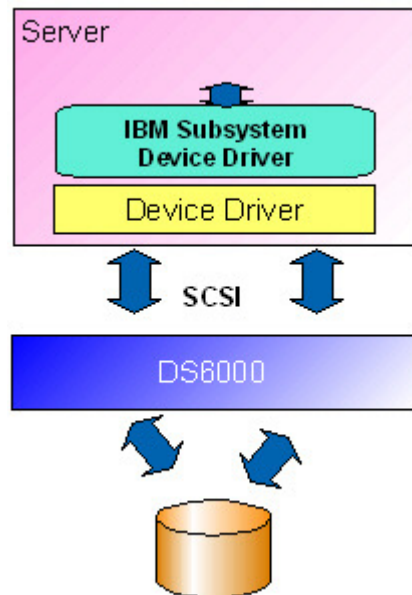 Server
IBM Subsystem
Device Driver
Device Driver
SCSI
DS6000